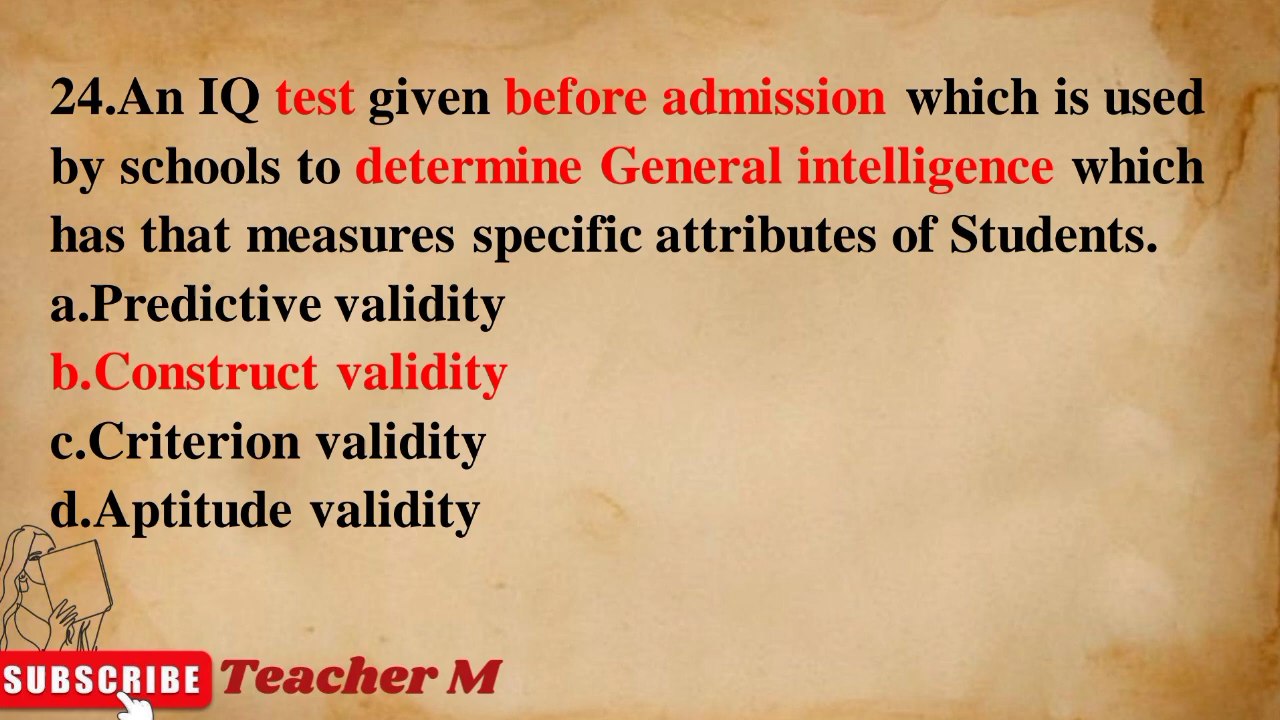 24.An IQ test given before admission which is used
by schools to determine General intelligence which
has that measures specific attributes of Students.
a.Predictive validity
b.Construct validity
c.Criterion validity
d.Aptitude validity
SUBSCRIBE Teacher M